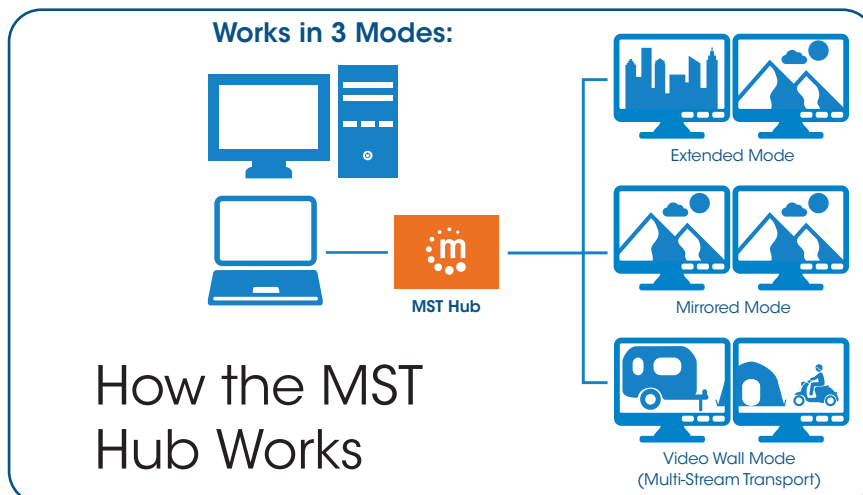 Works in 3 Modes:
Extended Mode
m
MST Hub
Mirrored Mode
How the MST
Hub Works
Video Wall Mode
(Multi-Stream Transport)